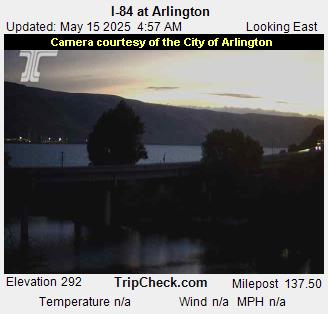 I-84 at Arlington
Updated: May 15 2025  4:57 AM Looking East
Camera courtesy of the City of Arlington
Elevation 292 TripCheck.com Milepost 137.50
Temperature n/a Wind n/a MPH n/a